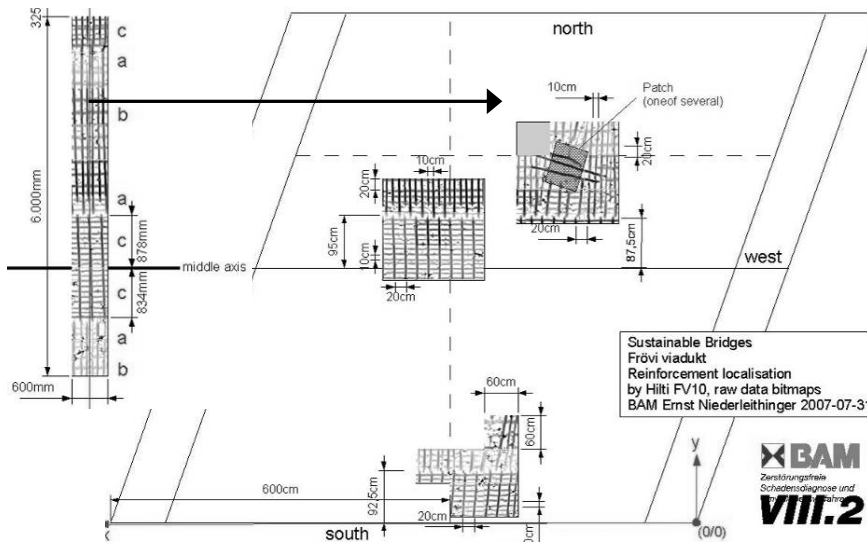 325
c
a
b
6.000mm
a
c
878mm
middle axis
c
834mm
a
b
600mm
north
10cm
Patch
(oneof several)
20cm
10cm
20cm
20cm
87,5cm
95cm
10cm
20cm
west
Sustainable Bridges
Frövi viadukt
Reinforcement localisation
by Hilti FV10, raw data bitmaps
BAM Ernst Niederleithinger 2007-07-31
60cm
60cm
600cm
92,5cm
20cm
south
y
(0/0)
BAM
Zerstörungsfreie
Schadensdiagnose und
VIII.2